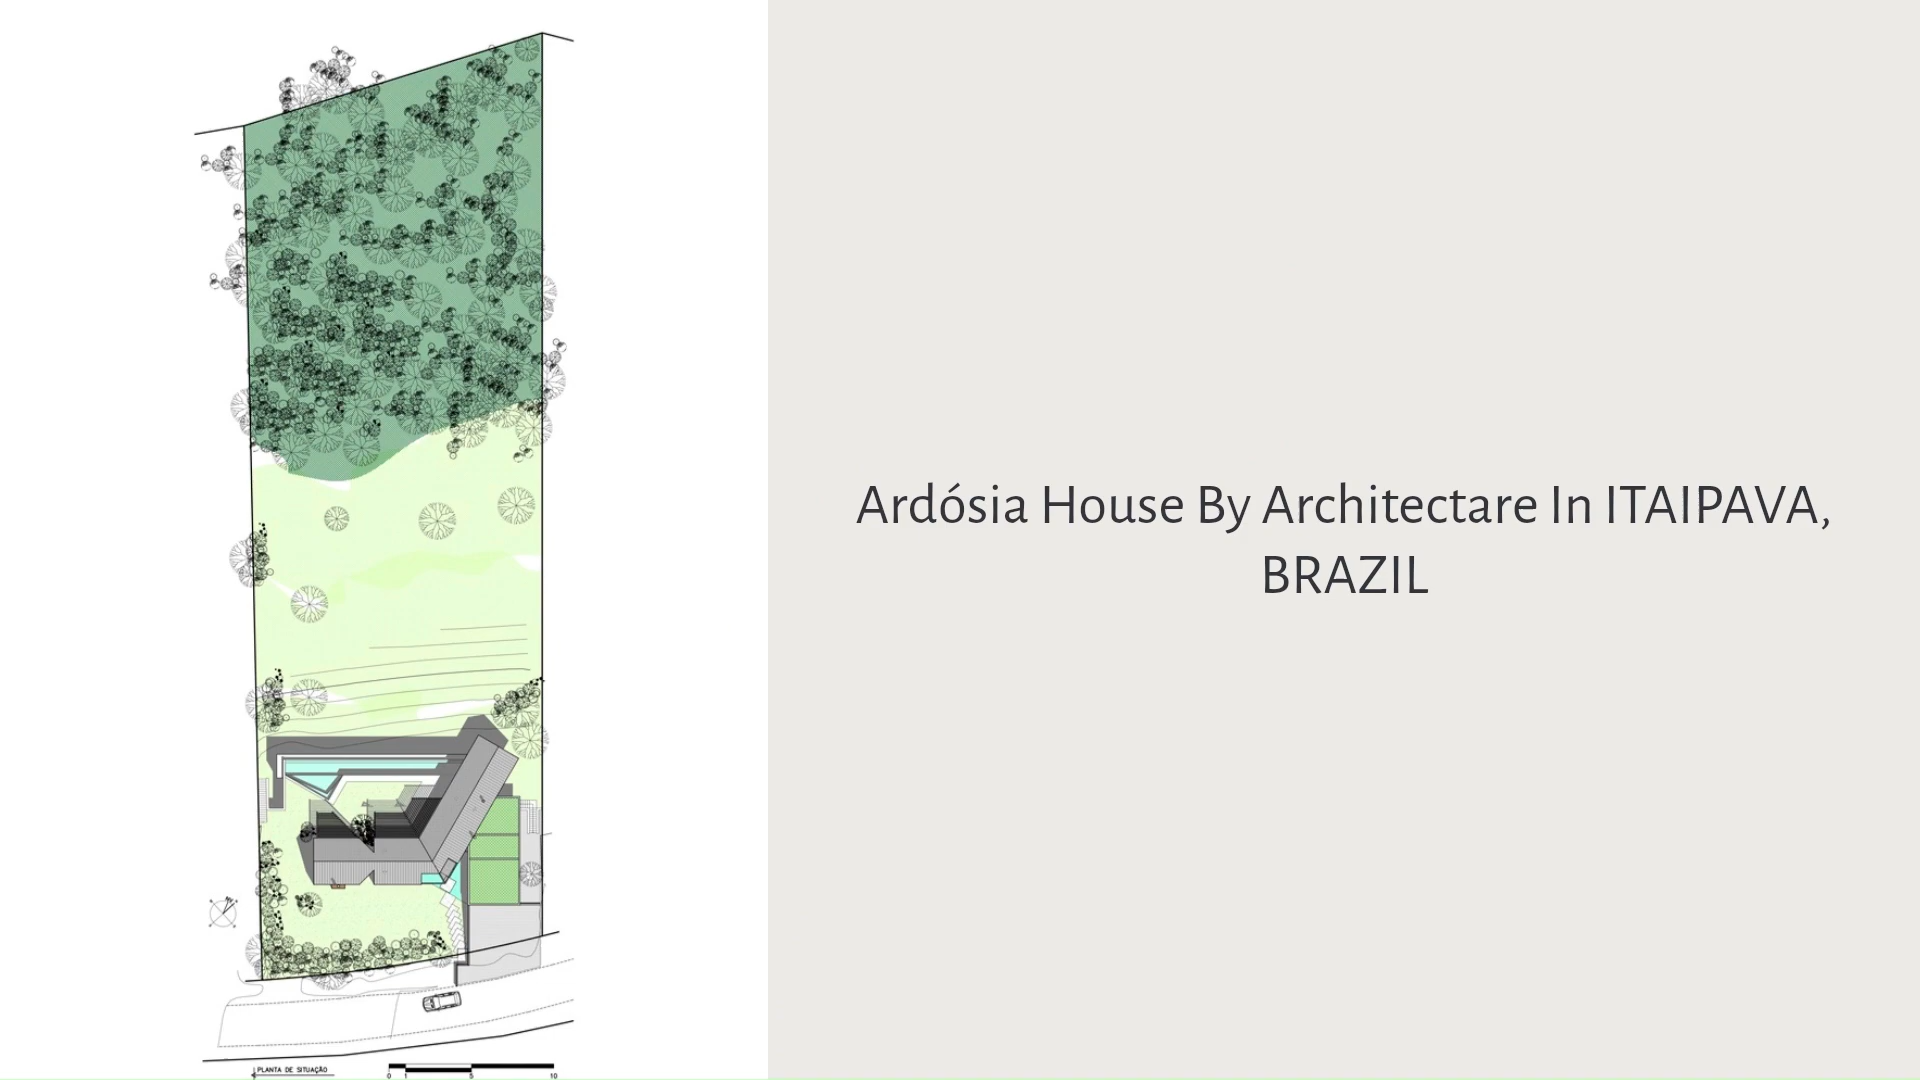 Ardósia House By Architectare In ITAIPAVA,
BRAZIL
PLANTA DE SITUAÇÃO
0 1 5 10